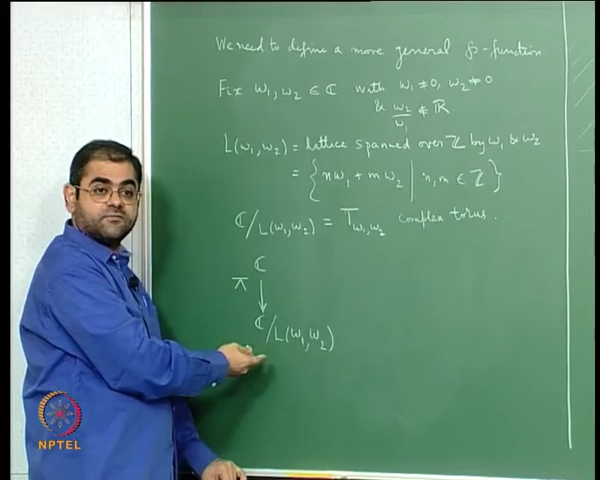 We need to define a more general ℘-function.
Fix ω₁, ω₂ ∈ ℂ with ω₁ ≠ 0, ω₂ ≠ 0
& ω₂/ω₁ ∉ ℝ
L(ω₁, ω₂) = lattice spanned over ℤ by ω₁ & ω₂
= { nω₁ + mω₂ | n, m ∈ ℤ }
ℂ/L(ω₁, ω₂) = T_{ω₁, ω₂} complex torus.
ℂ
π ↓
ℂ/L(ω₁, ω₂)
NPTEL